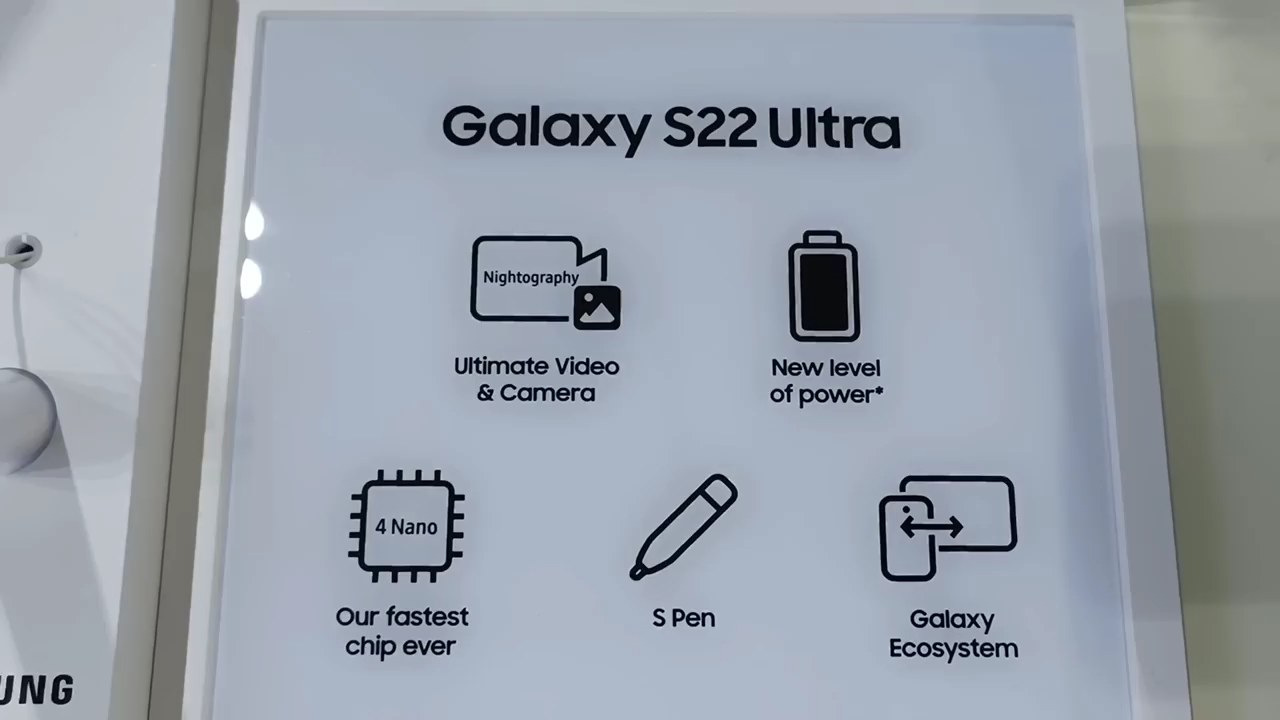 Galaxy S22 Ultra
Nightography
Ultimate Video
& Camera
New level
of power*
4 Nano
Our fastest
chip ever
S Pen
Galaxy
Ecosystem
UNG